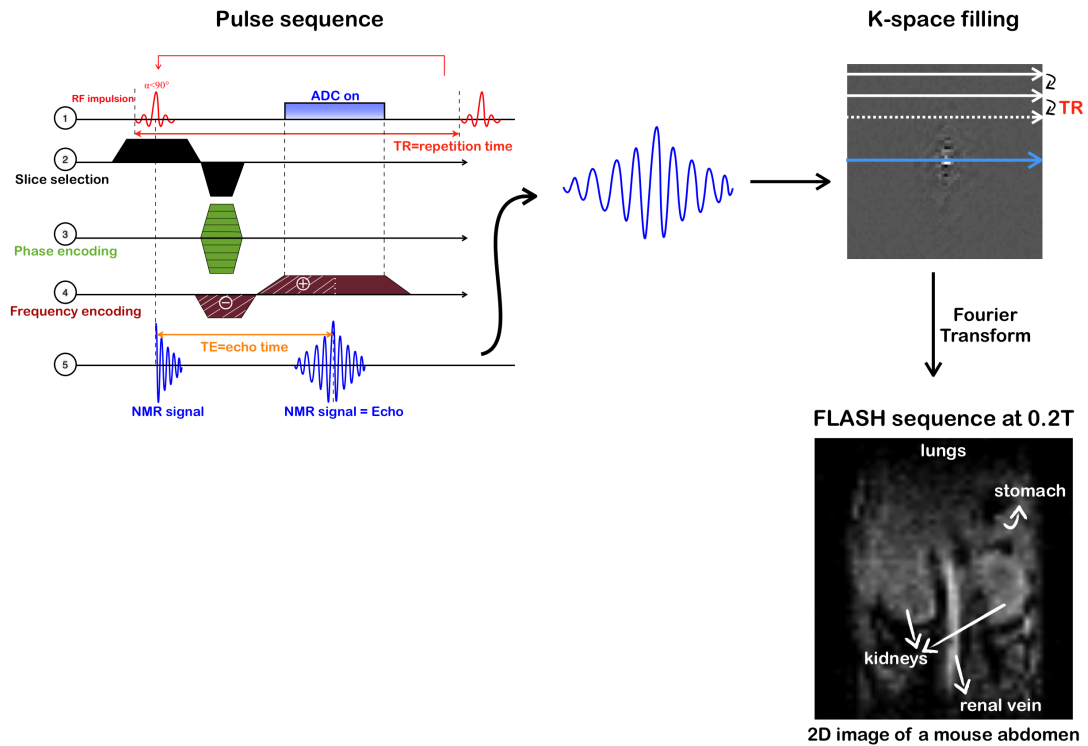 Pulse sequence
K-space filling
α<90°
RF impulsion
ADC on
1
TR=repetition time
TR
2
Slice selection
3
Phase encoding
+
4
−
Frequency encoding
TE=echo time
5
NMR signal
NMR signal = Echo
Fourier
Transform
FLASH sequence at 0.2T
lungs
stomach
kidneys
renal vein
2D image of a mouse abdomen